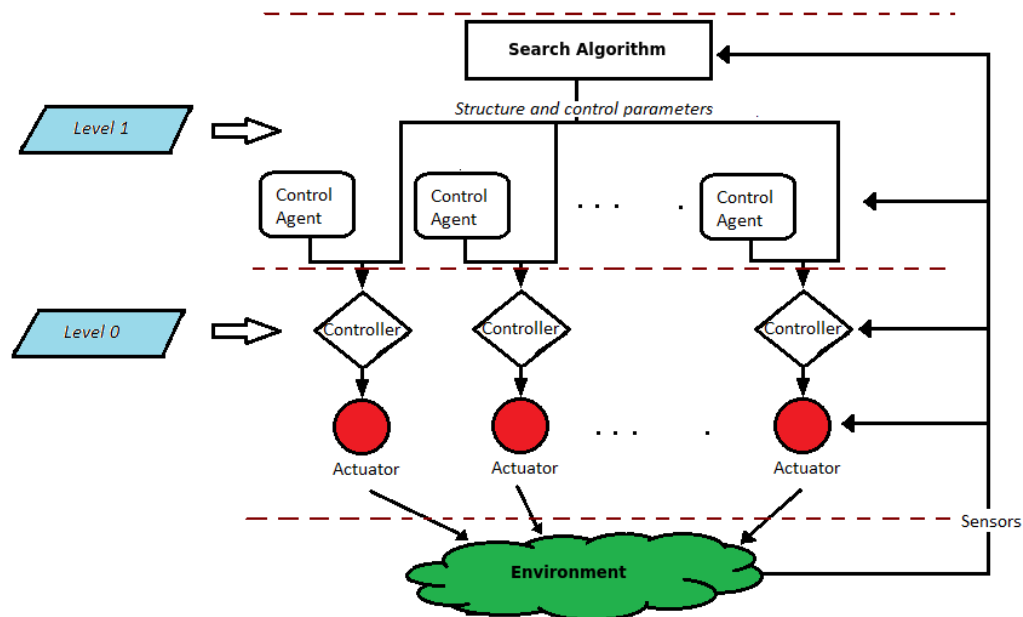 Search Algorithm
Structure and control parameters
Level 1
Control
Agent
Control
Agent
. . . .
Control
Agent
Level 0
Controller
Controller
Controller
. . . .
Actuator
Actuator
Actuator
Sensors
Environment